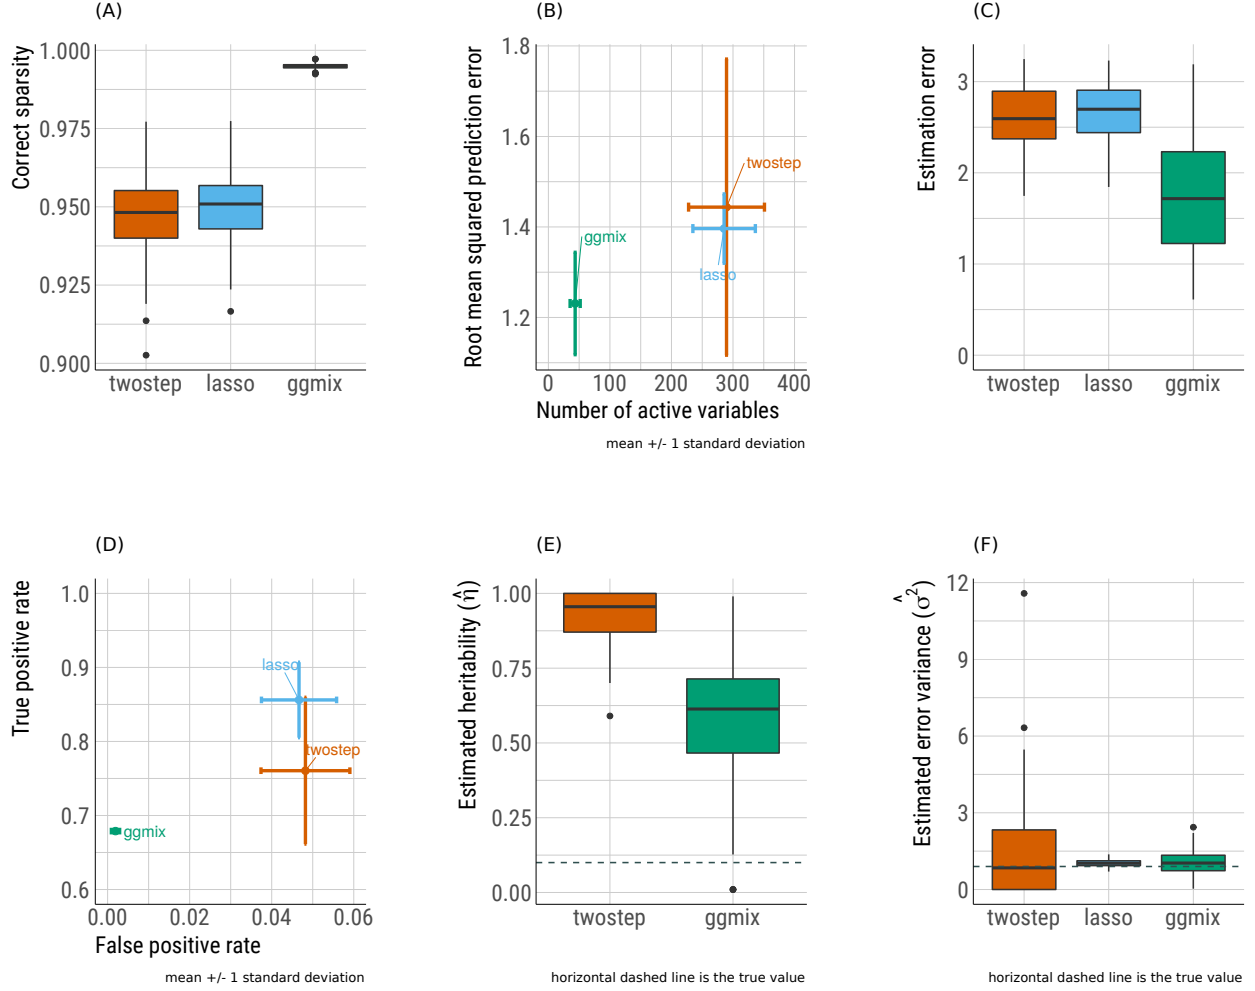 (A)
Correct sparsity
1.000
0.975
0.950
0.925
0.900
twostep lasso ggmix
(B)
Root mean squared prediction error
1.8
1.6
1.4
1.2
twostep
ggmix
lasso
0 100 200 300 400
Number of active variables
mean +/- 1 standard deviation
(C)
Estimation error
3
2
1
0
twostep lasso ggmix
(D)
True positive rate
1.0
0.9
0.8
0.7
0.6
lasso
twostep
ggmix
0.00 0.02 0.04 0.06
False positive rate
mean +/- 1 standard deviation
(E)
Estimated heritability (η̂)
1.00
0.75
0.50
0.25
0.00
twostep ggmix
horizontal dashed line is the true value
(F)
Estimated error variance (σ̂²)
12
9
6
3
0
twostep lasso ggmix
horizontal dashed line is the true value